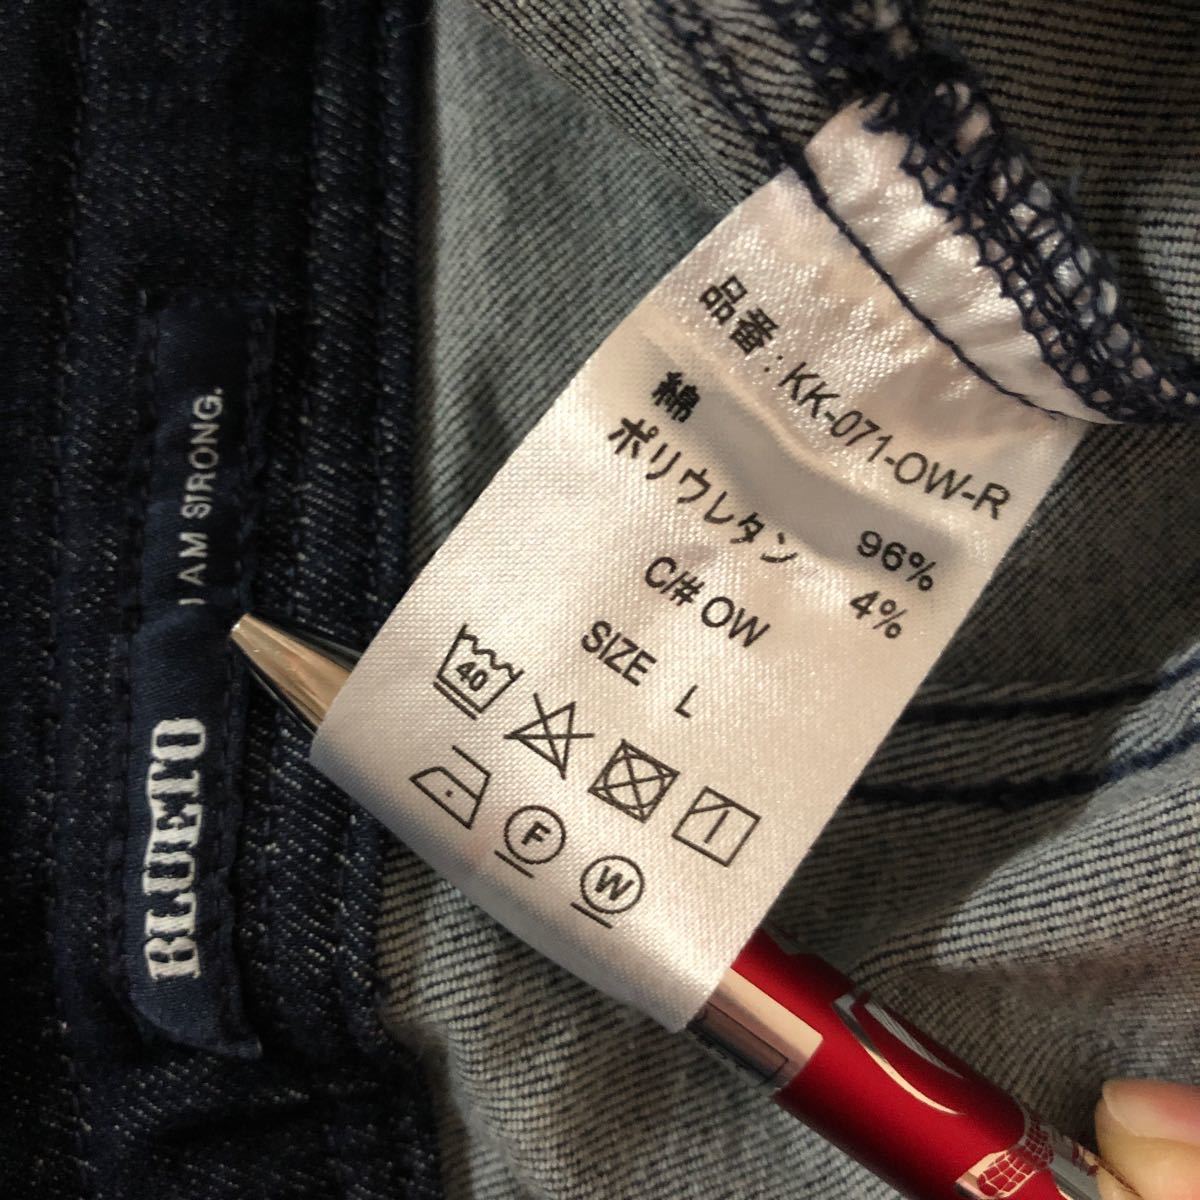 品番：KK-071-OW-R
綿 96%
ポリウレタン 4%
C/# OW
SIZE L
40
F
W
BLUETO
I AM SIRONG.